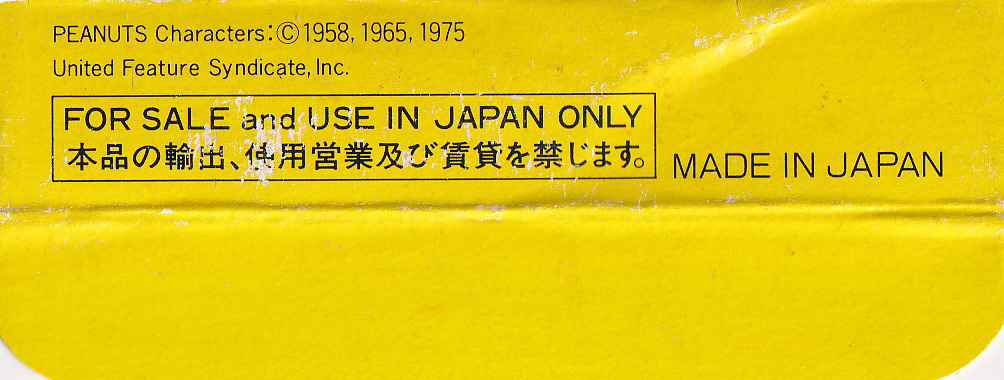 PEANUTS Characters:©1958, 1965, 1975
United Feature Syndicate, Inc.
FOR SALE and USE IN JAPAN ONLY
本品の輸出、使用営業及び賃貸を禁じます。
MADE IN JAPAN